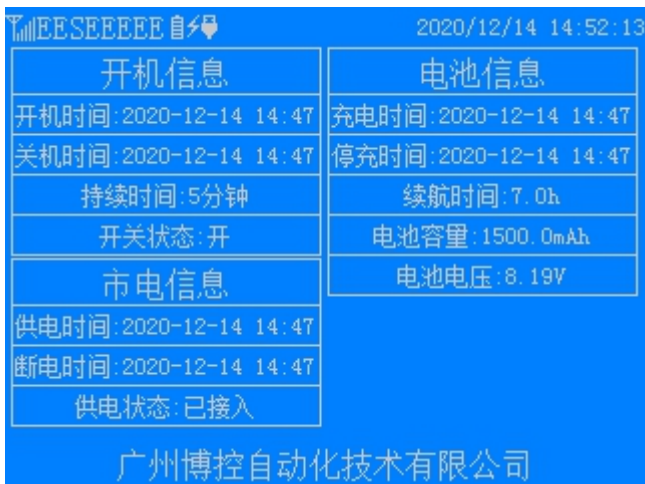 EESEEEEE 2020/12/14 14:52:13
开机信息
开机时间:2020-12-14 14:47
关机时间:2020-12-14 14:47
持续时间:5分钟
开关状态:开
市电信息
供电时间:2020-12-14 14:47
断电时间:2020-12-14 14:47
供电状态:已接入
电池信息
充电时间:2020-12-14 14:47
停充时间:2020-12-14 14:47
续航时间:7.0h
电池容量:1500.0mAh
电池电压:8.19V
广州博控自动化技术有限公司